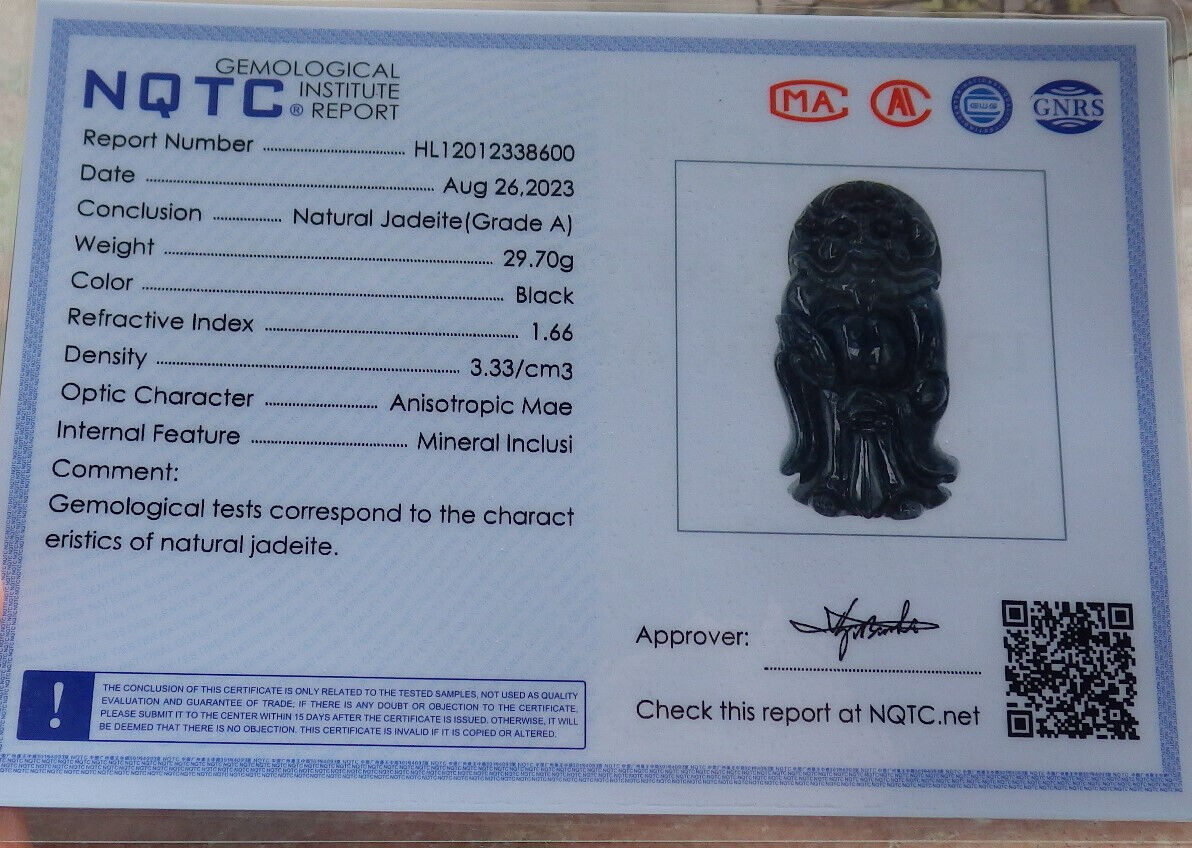 NQTC® GEMOLOGICAL INSTITUTE REPORT
Report Number ................ HL12012338600
Date ................ Aug 26,2023
Conclusion ................ Natural Jadeite(Grade A)
Weight ................ 29.70g
Color ................ Black
Refractive Index ................ 1.66
Density ................ 3.33/cm3
Optic Character ................ Anisotropic Mae
Internal Feature ................ Mineral Inclusi
Comment:
Gemological tests correspond to the charact
eristics of natural jadeite.
! THE CONCLUSION OF THIS CERTIFICATE IS ONLY RELATED TO THE TESTED SAMPLES, NOT USED AS QUALITY
EVALUATION AND GUARANTEE OF TRADE; IF THERE IS ANY DOUBT OR OBJECTION TO THE CERTIFICATE,
PLEASE SUBMIT IT TO THE CENTER WITHIN 15 DAYS AFTER THE CERTIFICATE IS ISSUED. OTHERWISE, IT WILL
BE DEEMED THAT THERE IS NO OBJECTION. THIS CERTIFICATE IS INVALID IF IT IS COPIED OR ALTERED.
MA GNRS
Approver:
Check this report at NQTC.net